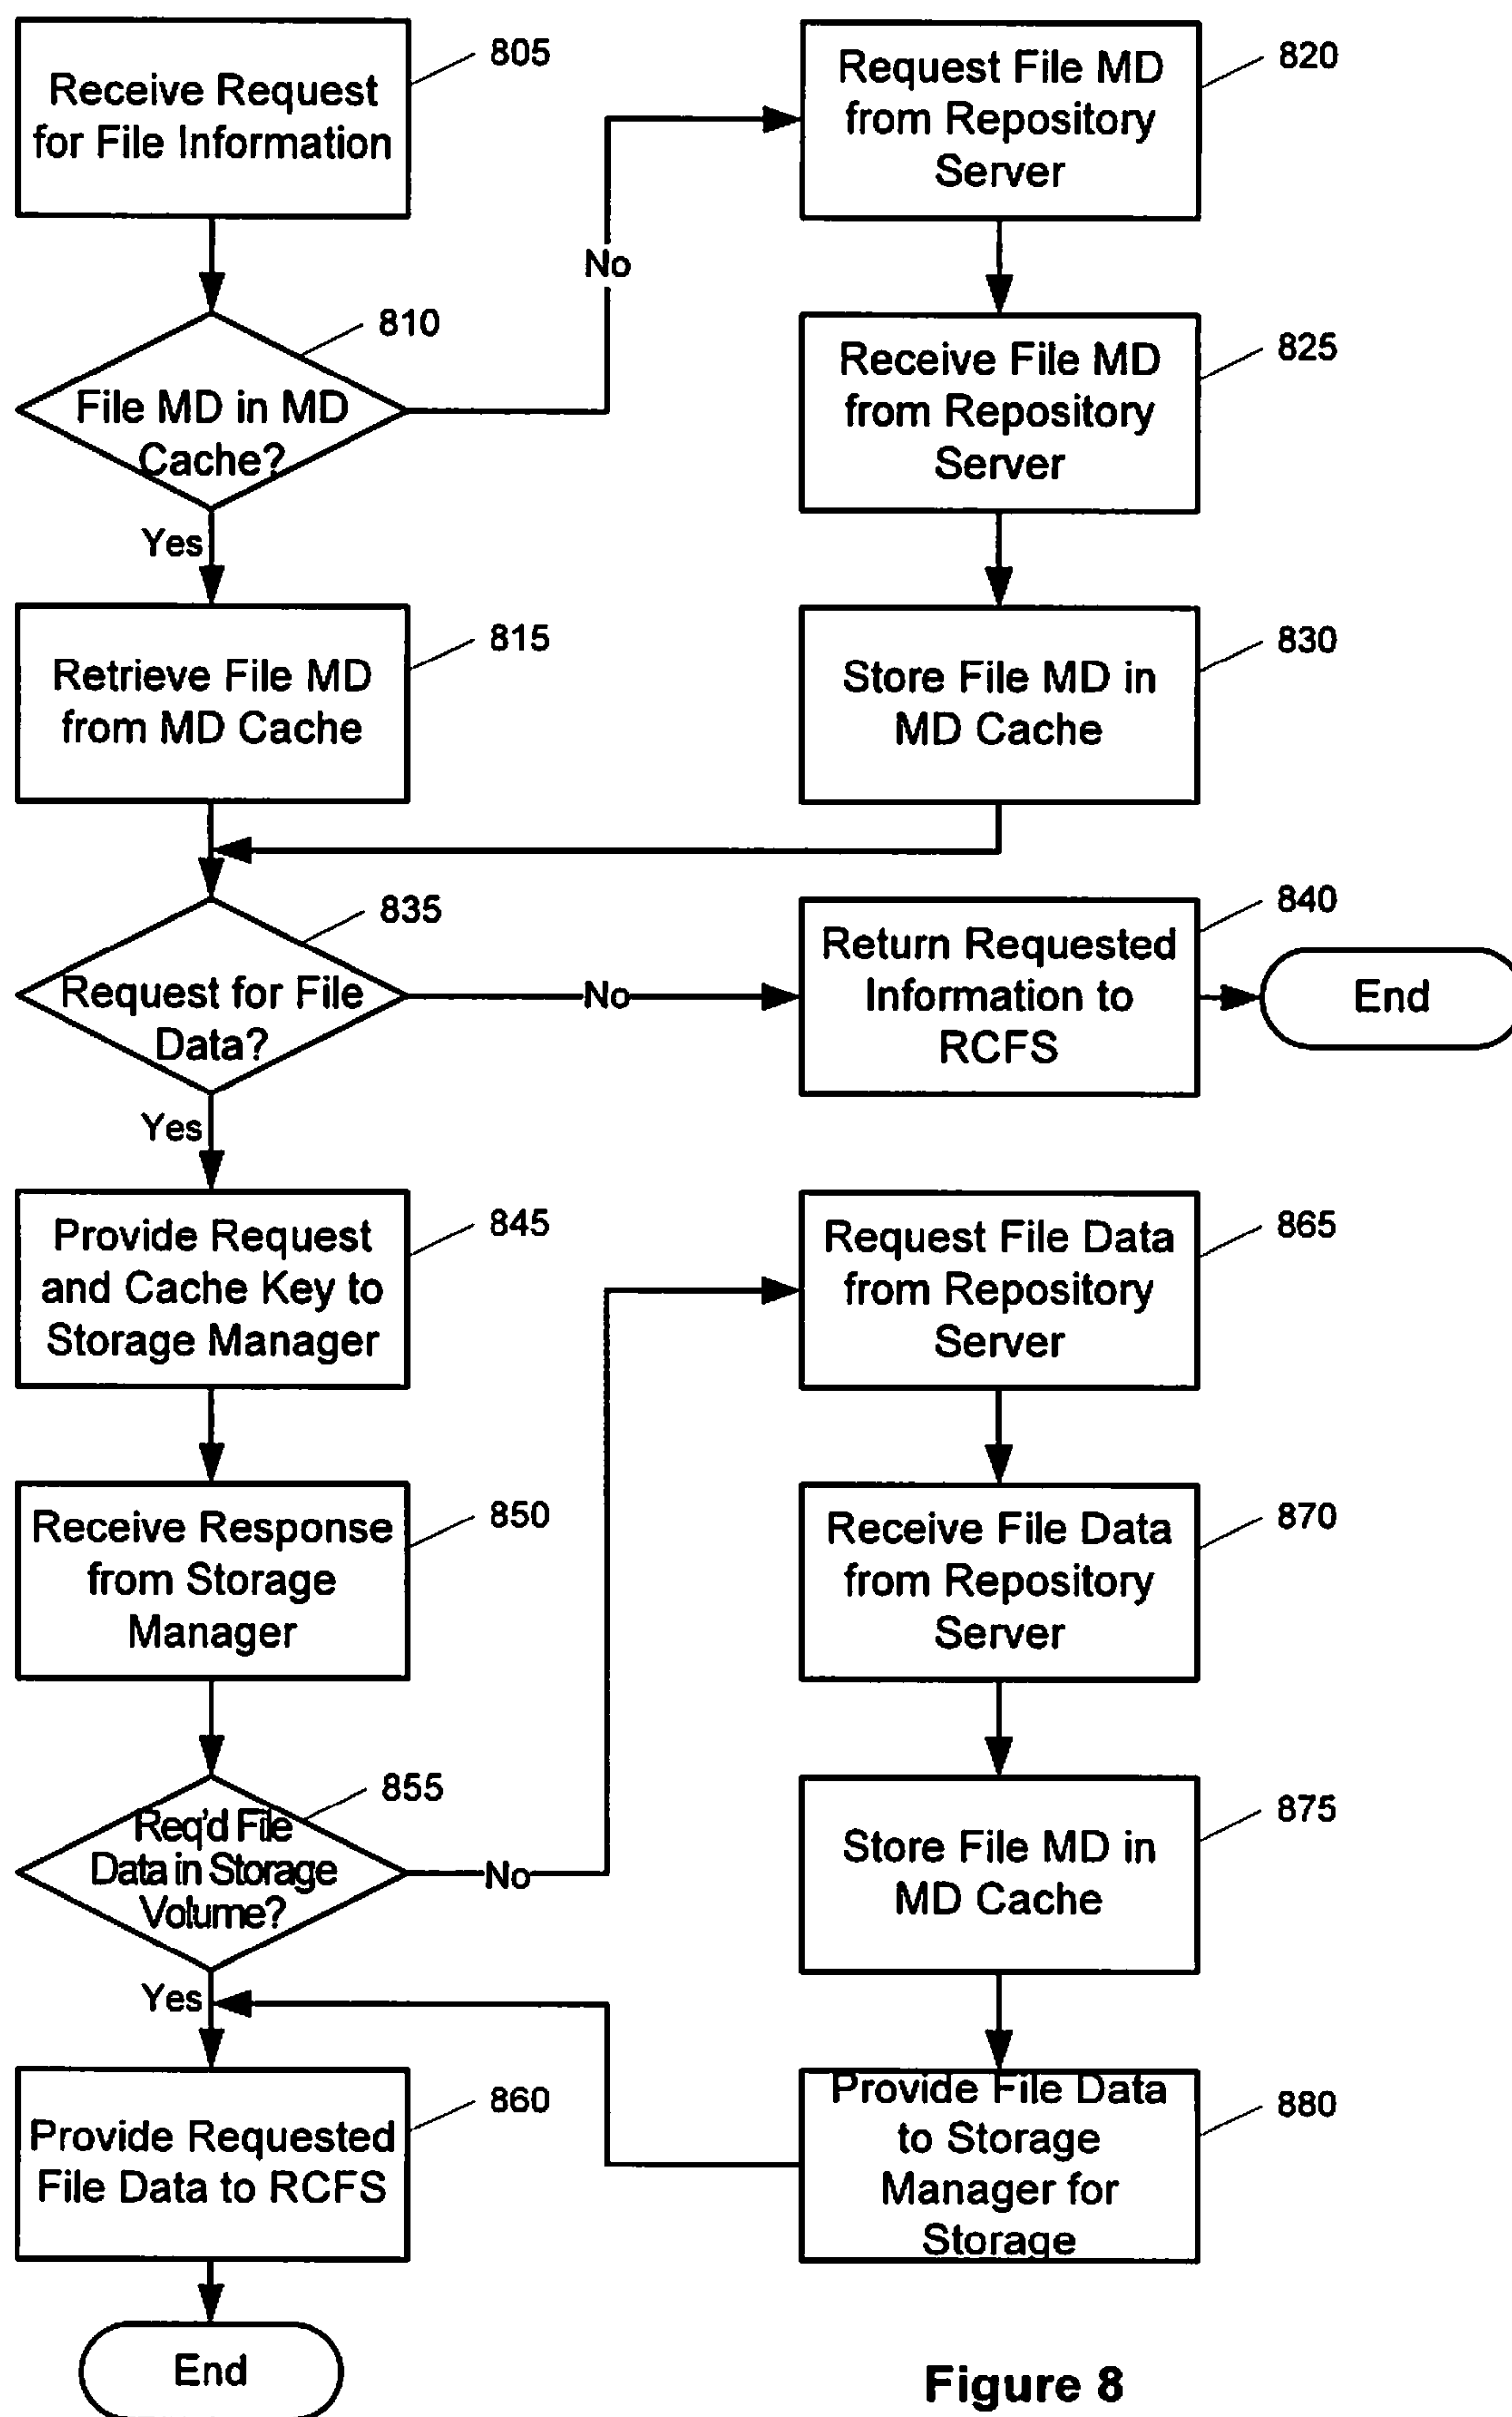 Receive Request
for File Information
805
No
Request File MD
from Repository
Server
820
File MD in MD
Cache?
810
Yes
Receive File MD
from Repository
Server
825
Retrieve File MD
from MD Cache
815
Store File MD in
MD Cache
830
Request for File
Data?
835
No
Return Requested
Information to
RCFS
840
End
Yes
Provide Request
and Cache Key to
Storage Manager
845
Request File Data
from Repository
Server
865
Receive Response
from Storage
Manager
850
Receive File Data
from Repository
Server
870
Req'd File
Data in Storage
Volume?
855
No
Store File MD in
MD Cache
875
Yes
Provide Requested
File Data to RCFS
860
Provide File Data
to Storage
Manager for
Storage
880
End
Figure 8